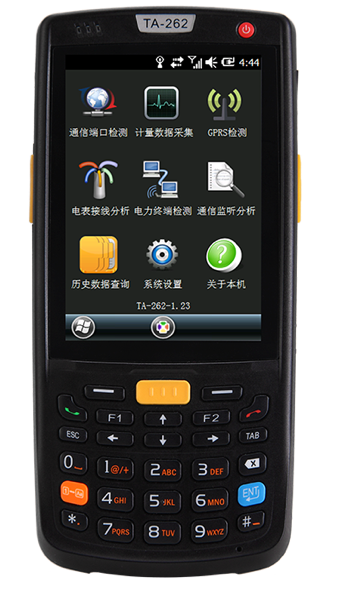 TA-262
4:44
通信端口检测 计量数据采集 GPRS检测
电表接线分析 电力终端检测 通信监听分析
历史数据查询 系统设置 关于本机
TA-262-1.23
F1 F2
ESC TAB
0 1@/+ 2ABC 3DEF
4GHI 5JKL 6MNO ENT
*. 7PQRS 8TUV 9WXYZ #